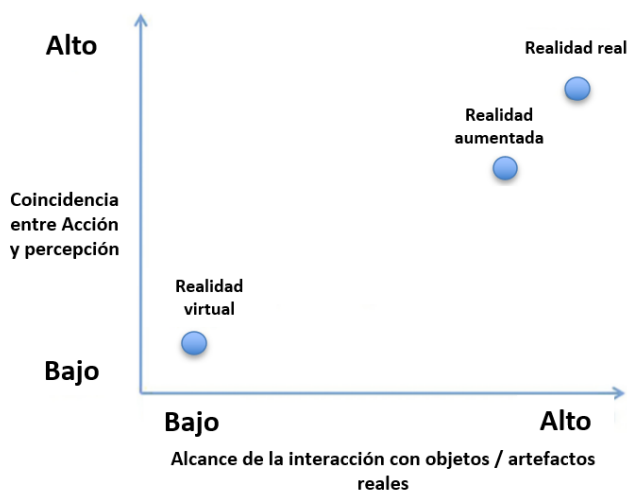 Alto
Realidad real
Realidad
aumentada
Coincidencia
entre Acción
y percepción
Realidad
virtual
Bajo
Bajo
Alto
Alcance de la interacción con objetos / artefactos
reales